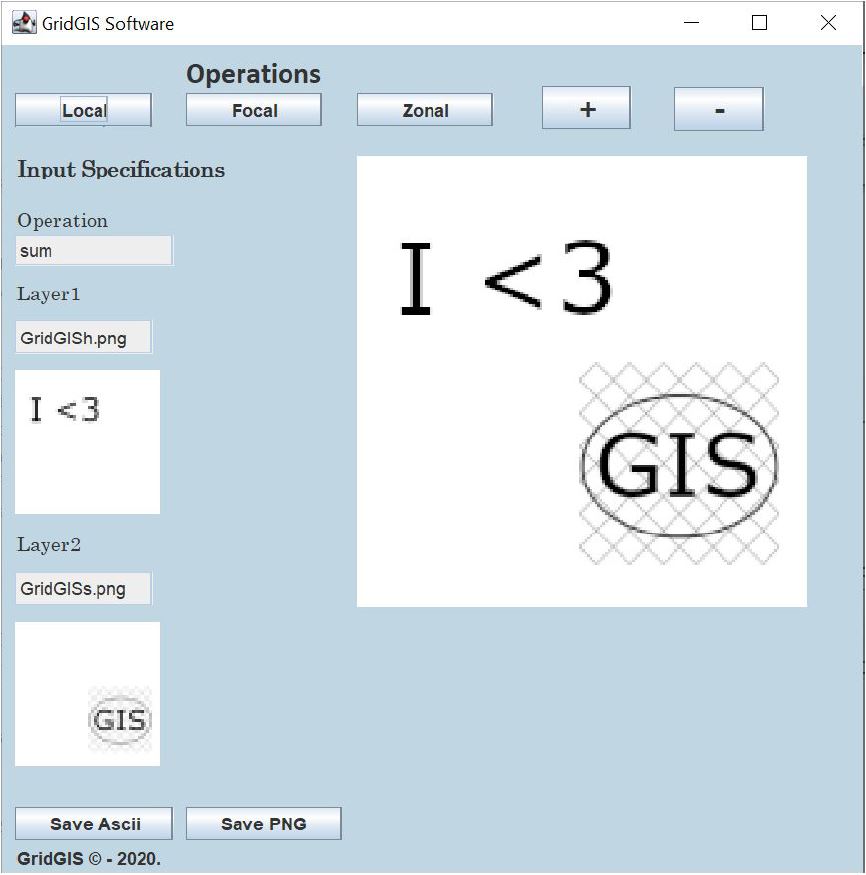 GridGIS Software
Operations
Local Focal Zonal + -
Input Specifications
Operation
sum
Layer1
GridGISh.png
I <3
Layer2
GridGISs.png
GIS
I <3
GIS
Save Ascii Save PNG
GridGIS © - 2020.